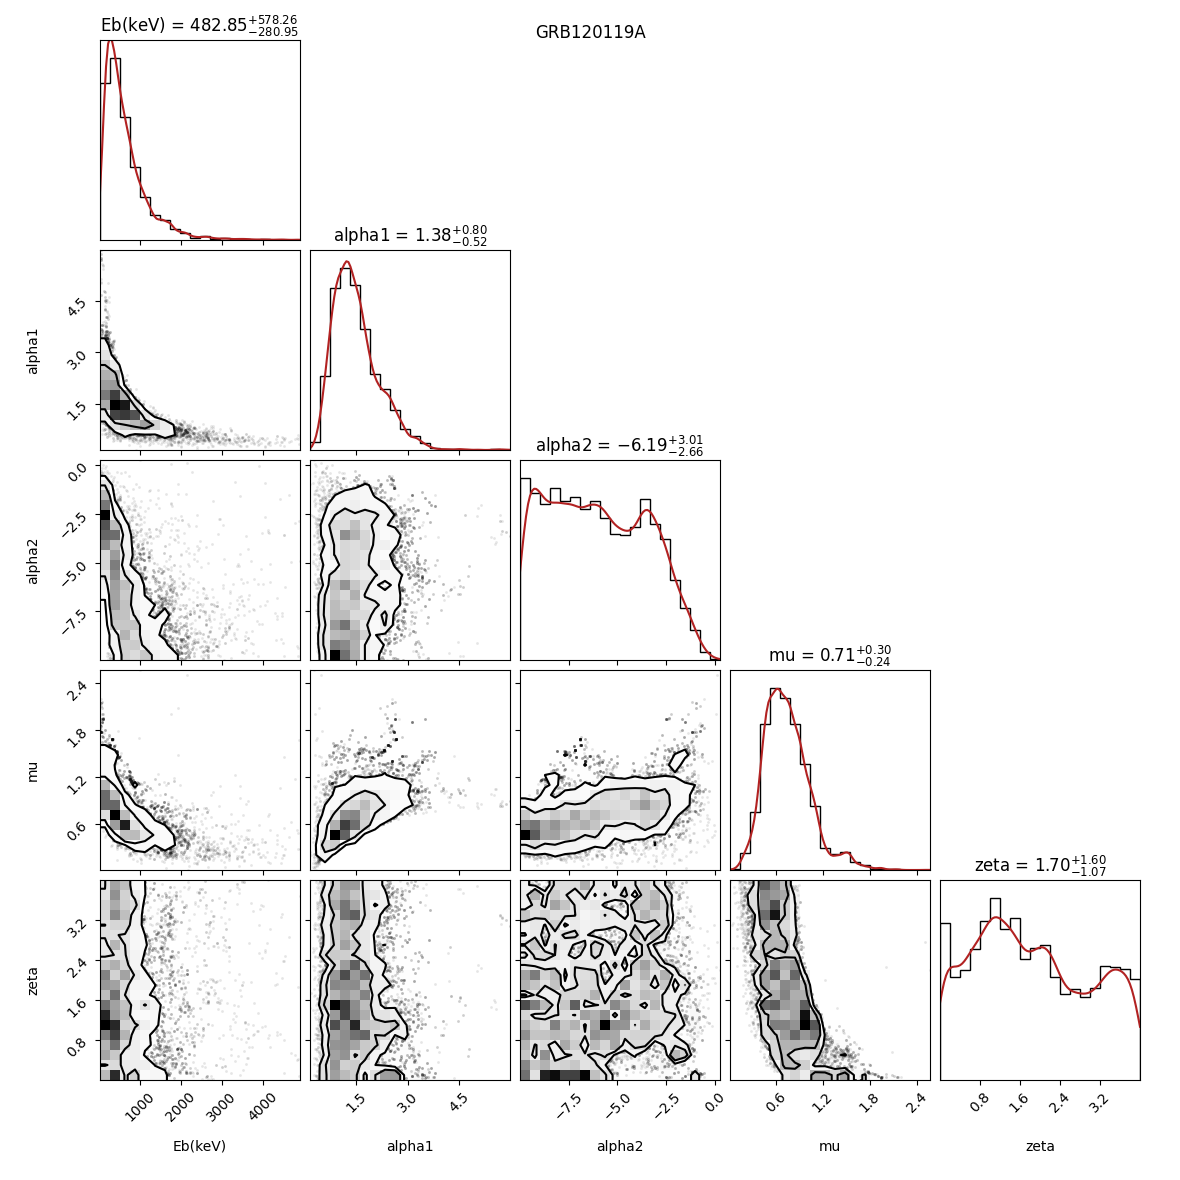 Eb(keV) = 482.85+578.26−280.95
GRB120119A
alpha1 = 1.38+0.80−0.52
alpha1
4.5
3.0
1.5
alpha2 = −6.19+3.01−2.66
alpha2
0.0
−2.5
−5.0
−7.5
mu = 0.71+0.30−0.24
mu
2.4
1.8
1.2
0.6
zeta = 1.70+1.60−1.07
zeta
3.2
2.4
1.6
0.8
1000 2000 3000 4000
1.5 3.0 4.5
−7.5 −5.0 −2.5 0.0
0.6 1.2 1.8 2.4
0.8 1.6 2.4 3.2
Eb(keV) alpha1 alpha2 mu zeta